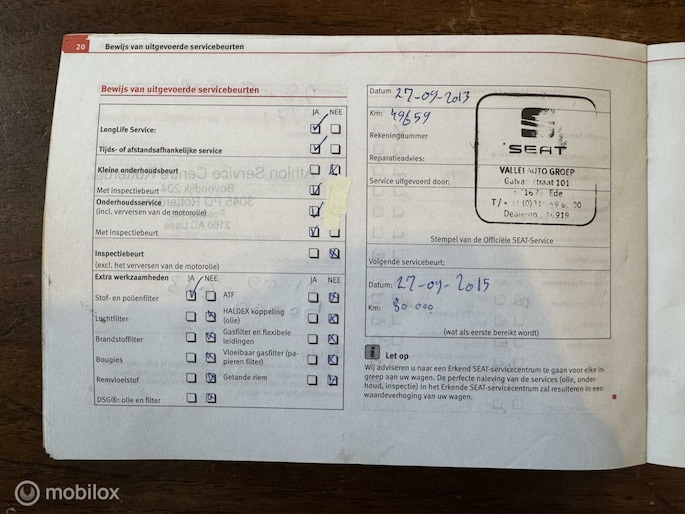 20 Bewijs van uitgevoerde servicebeurten
Bewijs van uitgevoerde servicebeurten
JA NEE
LongLife Service:
Tijds- of afstandsafhankelijke service
Kleine onderhoudsbeurt
Met inspectiebeurt
Onderhoudsservice
(incl. verversen van de motorolie)
Met inspectiebeurt
Inspectiebeurt
(excl. het verversen van de motorolie)
Extra werkzaamheden JA NEE JA NEE
Stof- en pollenfilter ATF
Luchtfilter HALDEX koppeling
(olie)
Brandstoffilter Gasfilter en flexibele
leidingen
Bougies Vloeibaar gasfilter (pa-
pieren filter)
Remvloeistof Getande riem
DSG®: olie en filter
Datum 27-09-2013
Km: 49659
Rekeningnummer
Reparatieadvies:
Service uitgevoerd door:
SEAT
VALLEI AUTO GROEP
straat 101
Ede
16919
Stempel van de Officiële SEAT-Service
Volgende servicebeurt:
Datum: 27-09-2015
Km: 80.000
(wat als eerste bereikt wordt)
Let op
Wij adviseren u naar een Erkend SEAT-servicecentrum te gaan voor elke in-
greep aan uw wagen. De perfecte naleving van de services (olie, onder-
houd, inspectie) in het Erkende SEAT-servicecentrum zal resulteren in een
waardeverhoging van uw wagen.
mobilox